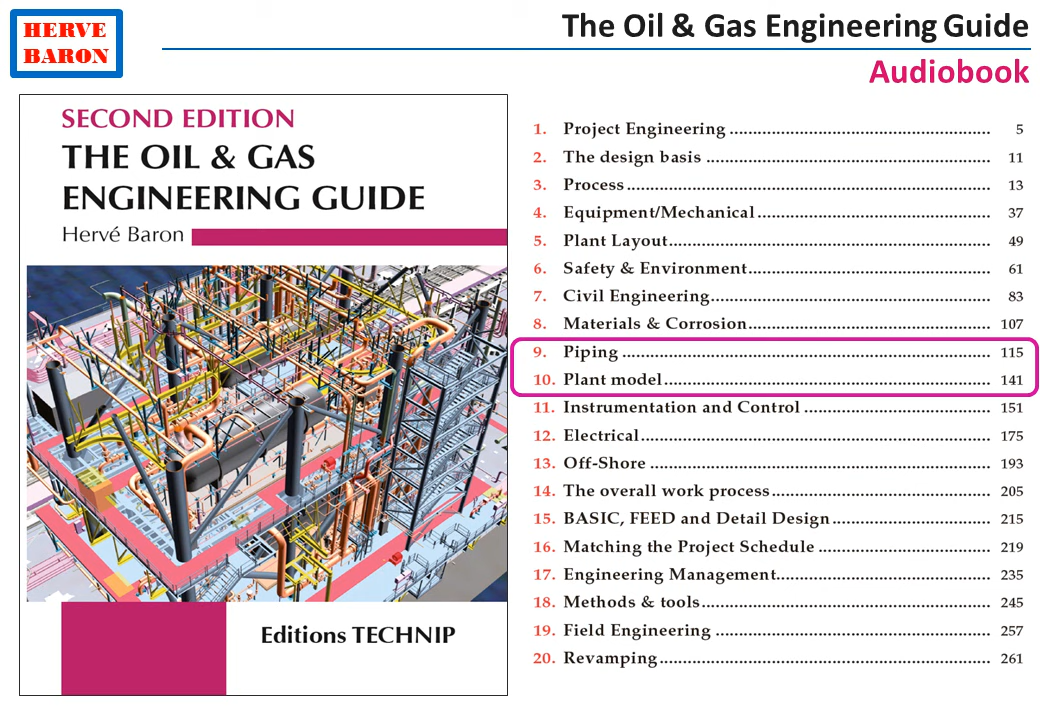 HERVE
BARON
The Oil & Gas Engineering Guide
Audiobook
SECOND EDITION
THE OIL & GAS
ENGINEERING GUIDE
Hervé Baron
Editions TECHNIP
1. Project Engineering ........ 5
2. The design basis ........ 11
3. Process ........ 13
4. Equipment/Mechanical ........ 37
5. Plant Layout ........ 49
6. Safety & Environment ........ 61
7. Civil Engineering ........ 83
8. Materials & Corrosion ........ 107
9. Piping ........ 115
10. Plant model ........ 141
11. Instrumentation and Control ........ 151
12. Electrical ........ 175
13. Off-Shore ........ 193
14. The overall work process ........ 205
15. BASIC, FEED and Detail Design ........ 215
16. Matching the Project Schedule ........ 219
17. Engineering Management ........ 235
18. Methods & tools ........ 245
19. Field Engineering ........ 257
20. Revamping ........ 261